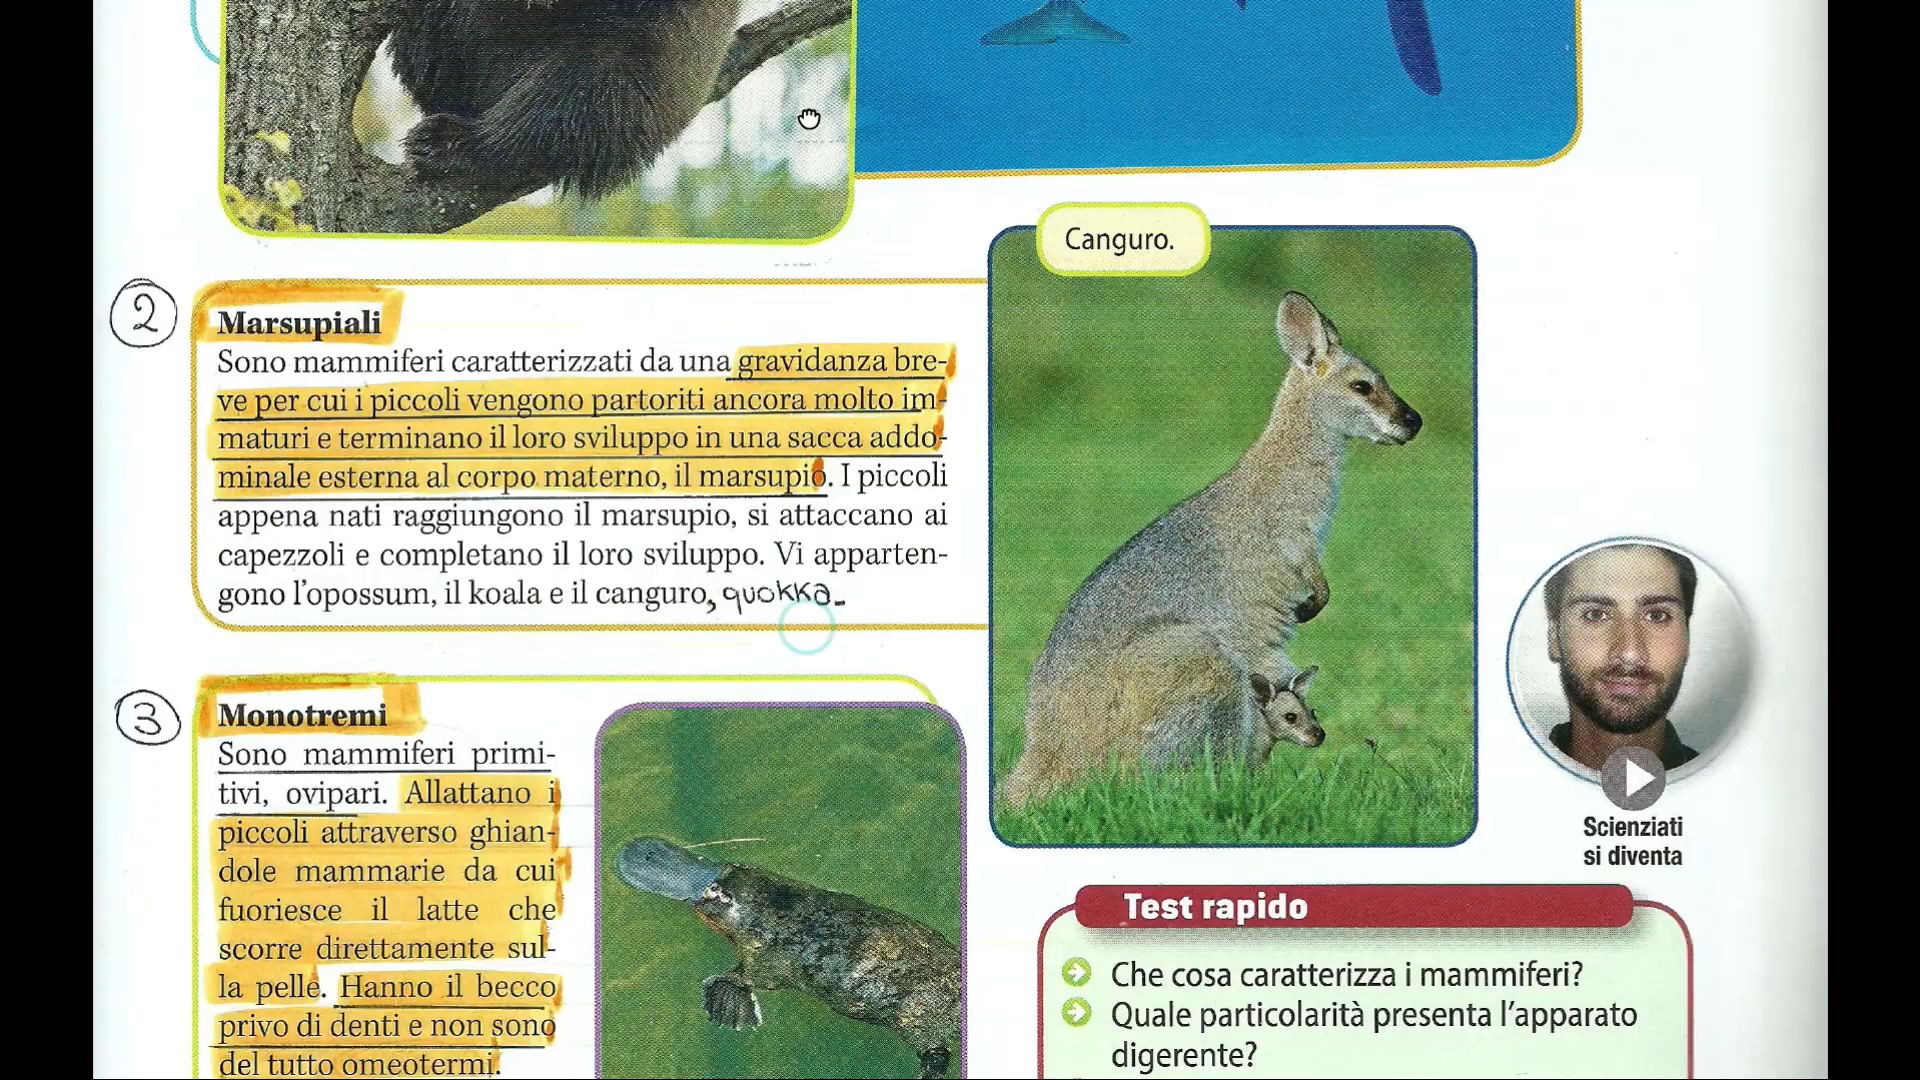 Canguro.
2
Marsupiali
Sono mammiferi caratterizzati da una gravidanza bre-
ve per cui i piccoli vengono partoriti ancora molto im-
maturi e terminano il loro sviluppo in una sacca addo-
minale esterna al corpo materno, il marsupio. I piccoli
appena nati raggiungono il marsupio, si attaccano ai
capezzoli e completano il loro sviluppo. Vi apparten-
gono l'opossum, il koala e il canguro, quokka.
3
Monotremi
Sono mammiferi primi-
tivi, ovipari. Allattano i
piccoli attraverso ghian-
dole mammarie da cui
fuoriesce il latte che
scorre direttamente sul-
la pelle. Hanno il becco
privo di denti e non sono
del tutto omeotermi.
Scienziati
si diventa
Test rapido
Che cosa caratterizza i mammiferi?
Quale particolarità presenta l'apparato
digerente?